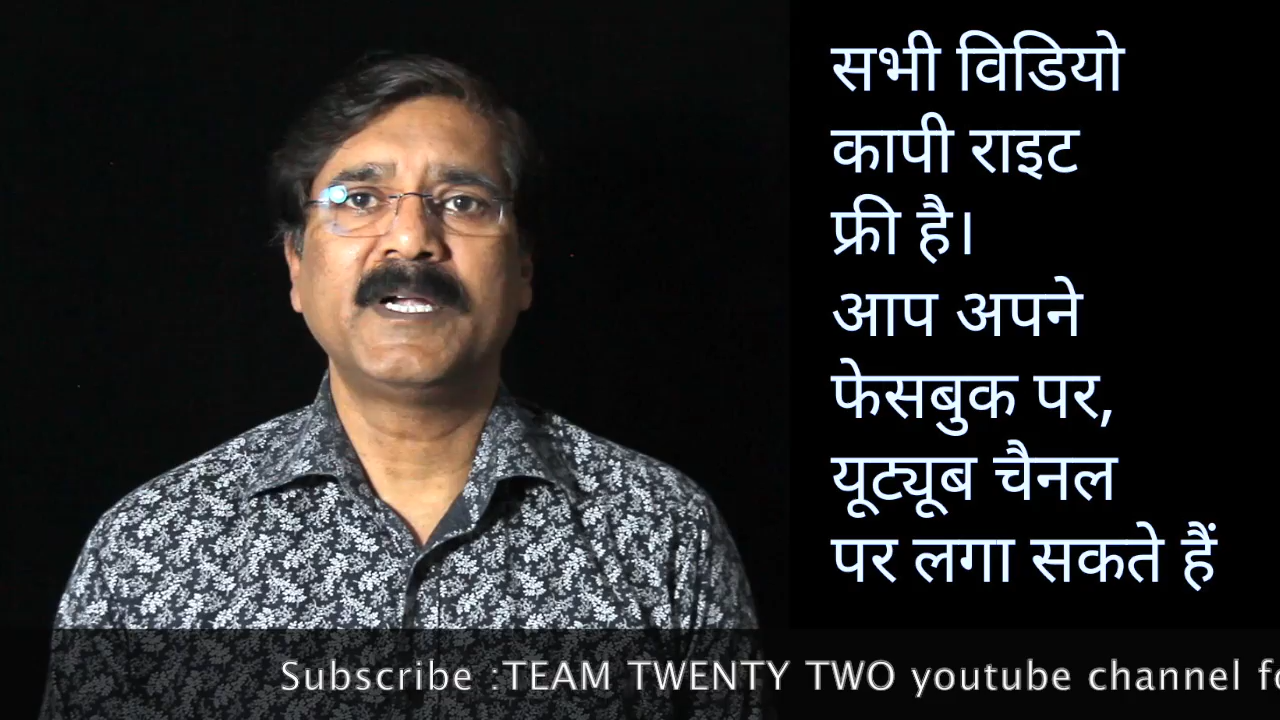 सभी विडियो
कापी राइट
फ्री है।
आप अपने
फेसबुक पर,
यूट्यूब चैनल
पर लगा सकते हैं
Subscribe :TEAM TWENTY TWO youtube channel